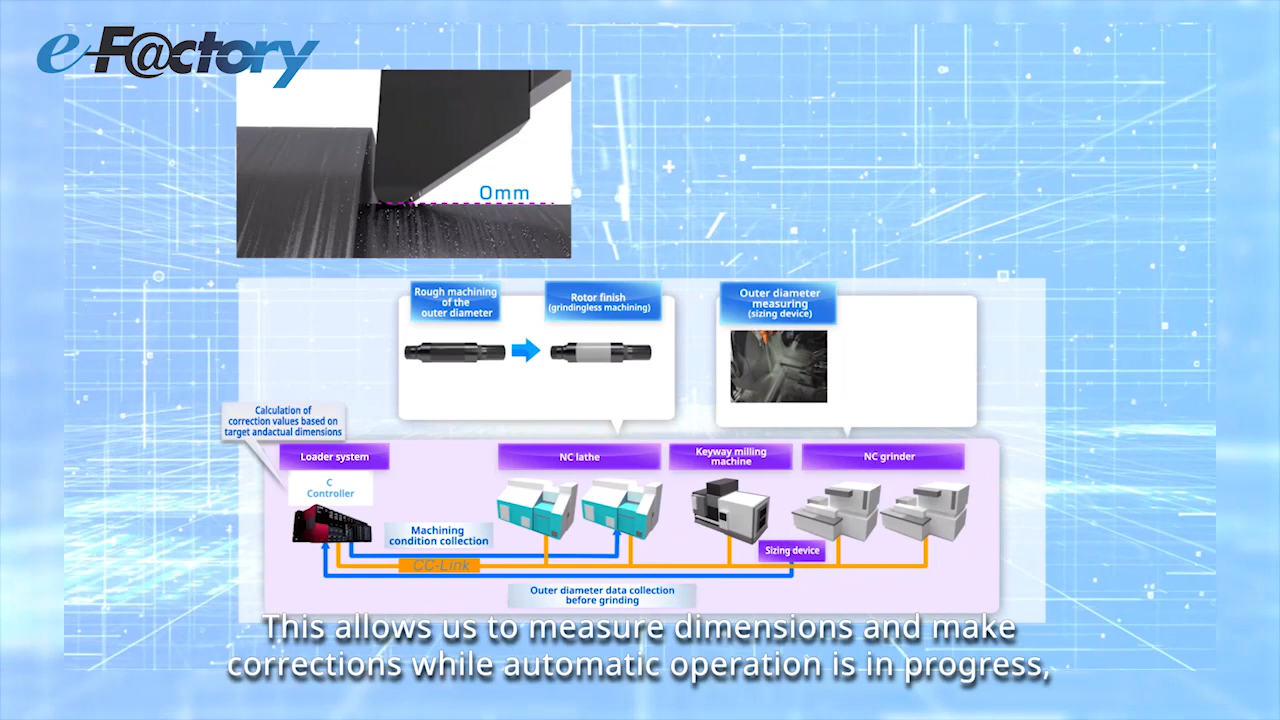 e-F@ctory
0mm
Rough machining
of the
outer diameter
Rotor finish
(grindingless machining)
Outer diameter
measuring
(sizing device)
Calculation of
correction values based on
target andactual dimensions
Loader system
NC lathe
Keyway milling
machine
NC grinder
C
Controller
Machining
condition collection
Sizing device
CC-Link
Outer diameter data collection
before grinding
This allows us to measure dimensions and make
corrections while automatic operation is in progress,